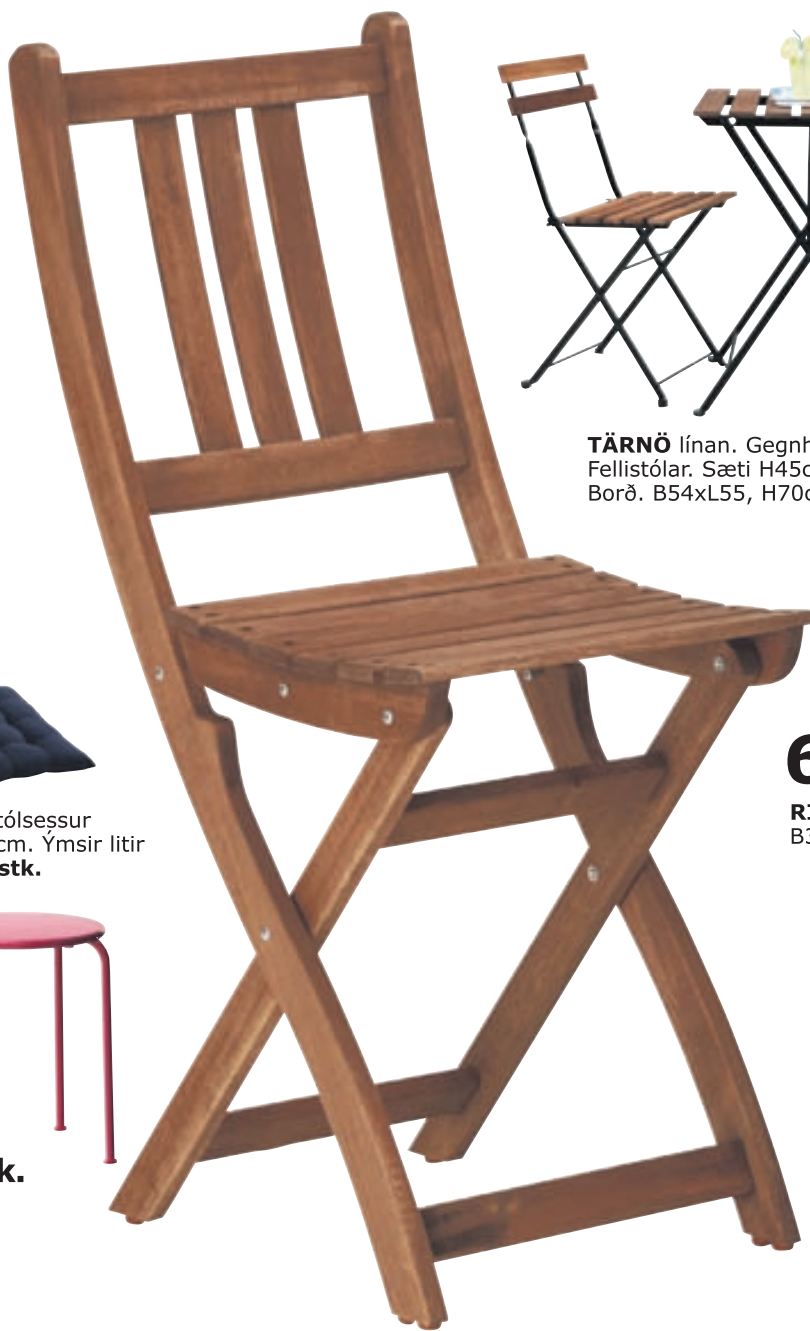 TÄRNÖ línan. Gegnh
Fellistólar. Sæti H45c
Borð. B54xL55, H70c
6
B3
tólsessur
cm. Ýmsir litir
stk.
k.